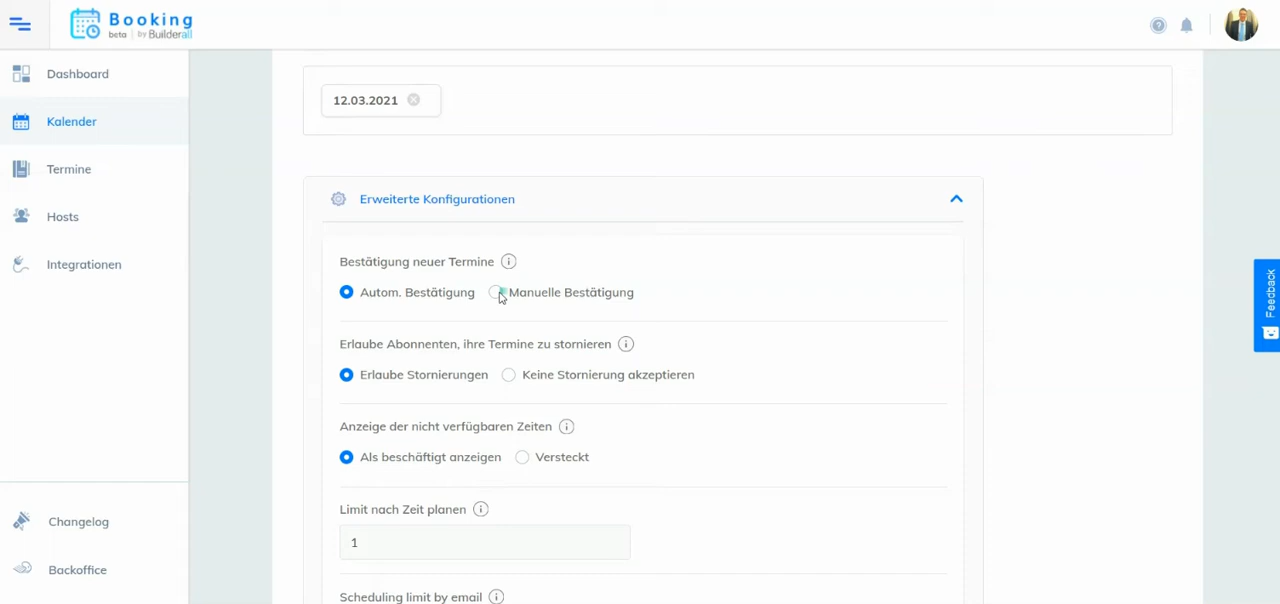 Booking
beta | by Builderall
Dashboard
Kalender
Termine
Hosts
Integrationen
Changelog
Backoffice
12.03.2021
Erweiterte Konfigurationen
Bestätigung neuer Termine
Autom. Bestätigung Manuelle Bestätigung
Erlaube Abonnenten, ihre Termine zu stornieren
Erlaube Stornierungen Keine Stornierung akzeptieren
Anzeige der nicht verfügbaren Zeiten
Als beschäftigt anzeigen Versteckt
Limit nach Zeit planen
1
Scheduling limit by email
Feedback